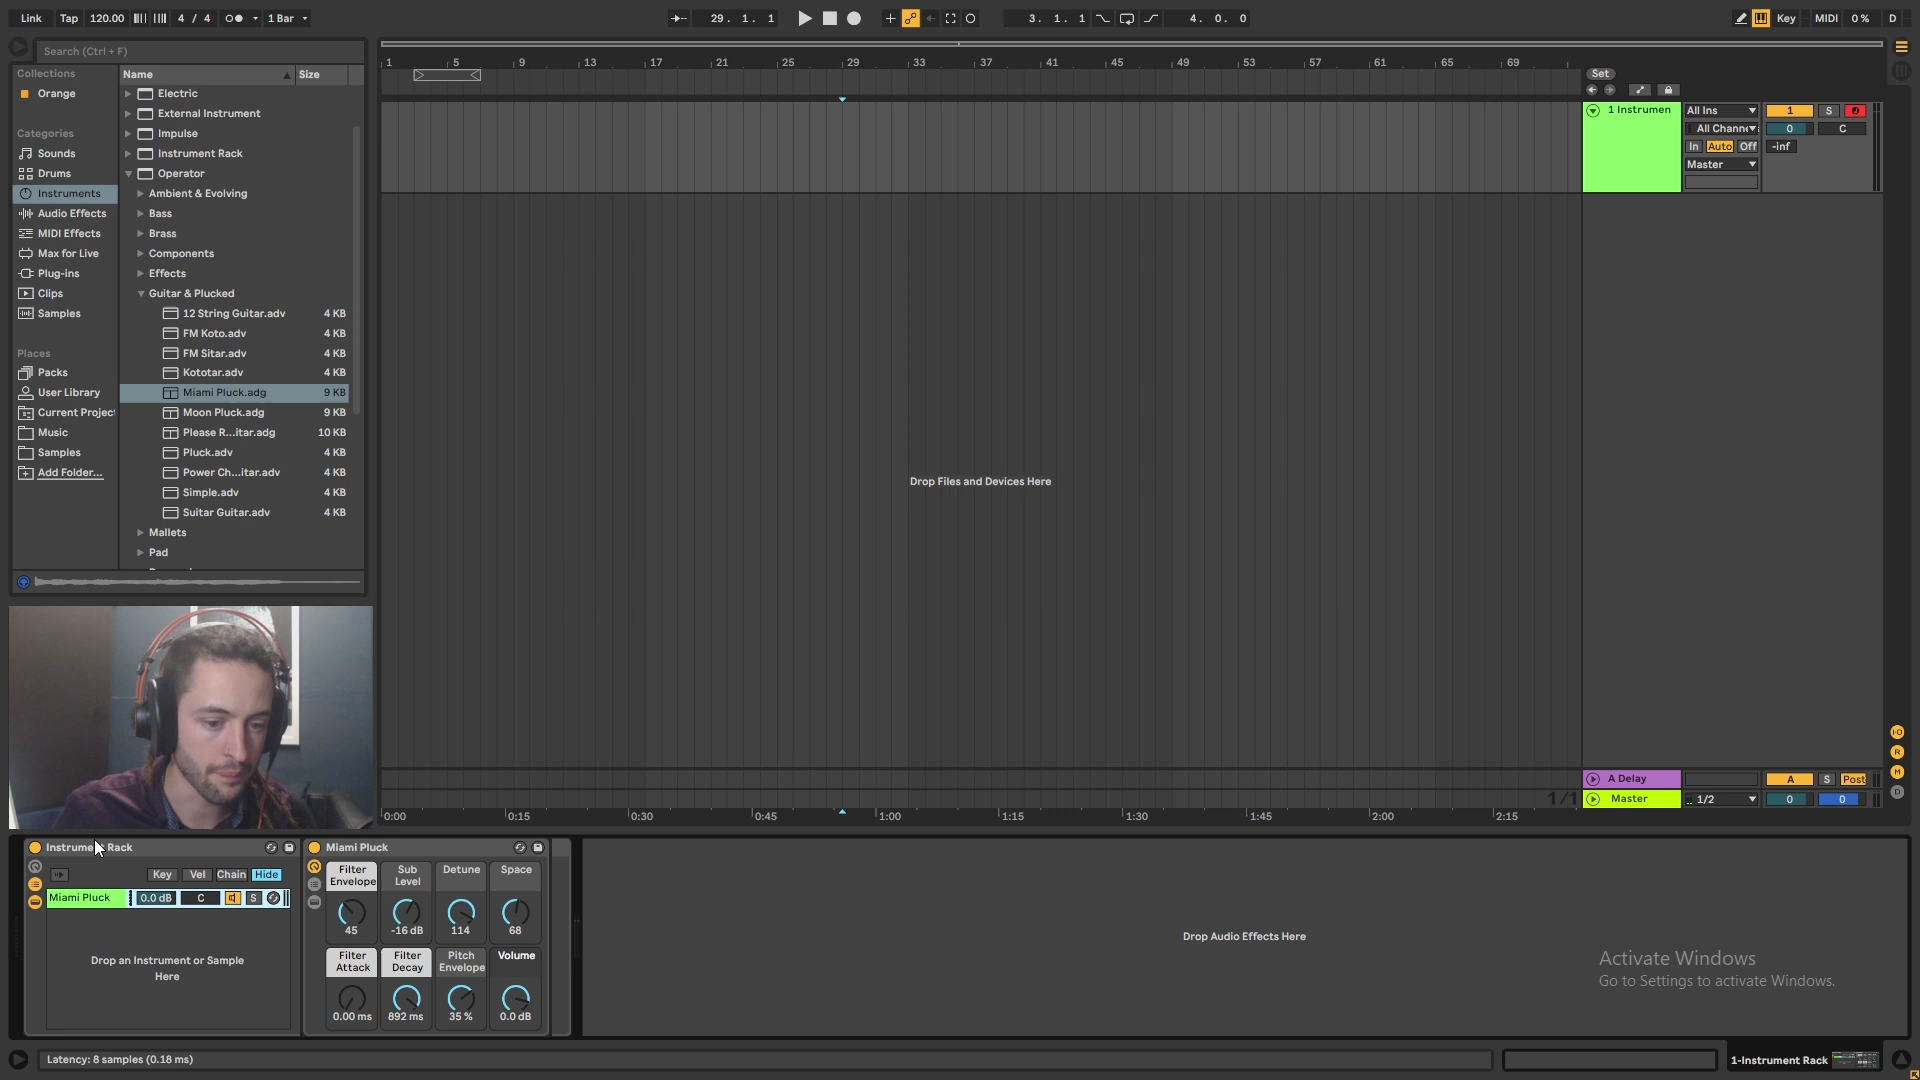 Link Tap 120.00 4 / 4 1 Bar 29. 1. 1 3. 1. 1 4. 0. 0 Key MIDI 0% D
Search (Ctrl + F)
Collections
Orange
Categories
Sounds
Drums
Instruments
Audio Effects
MIDI Effects
Max for Live
Plug-ins
Clips
Samples
Places
Packs
User Library
Current Projec
Music
Samples
Add Folder...
Name Size
Electric
External Instrument
Impulse
Instrument Rack
Operator
Ambient & Evolving
Bass
Brass
Components
Effects
Guitar & Plucked
12 String Guitar.adv 4 KB
FM Koto.adv 4 KB
FM Sitar.adv 4 KB
Kototar.adv 4 KB
Miami Pluck.adg 9 KB
Moon Pluck.adg 9 KB
Please R...itar.adg 10 KB
Pluck.adv 4 KB
Power Ch...itar.adv 4 KB
Simple.adv 4 KB
Suitar Guitar.adv 4 KB
Mallets
Pad
1 5 9 13 17 21 25 29 33 37 41 45 49 53 57 61 65 69
Set
1 Instrumen All Ins 1 S
All Channe 0 C
In Auto Off -inf
Master
Drop Files and Devices Here
A Delay A S Post
1/1 Master 1/2 0 0
0:00 0:15 0:30 0:45 1:00 1:15 1:30 1:45 2:00 2:15
I·O
R
M
D
Instrume Rack
Key Vel Chain Hide
Miami Pluck 0.0 dB C S
Drop an Instrument or Sample
Here
Miami Pluck
Filter Envelope Sub Level Detune Space
45 -16 dB 114 68
Filter Attack Filter Decay Pitch Envelope Volume
0.00 ms 892 ms 35 % 0.0 dB
Drop Audio Effects Here
Activate Windows
Go to Settings to activate Windows.
Latency: 8 samples (0.18 ms)
1-Instrument Rack